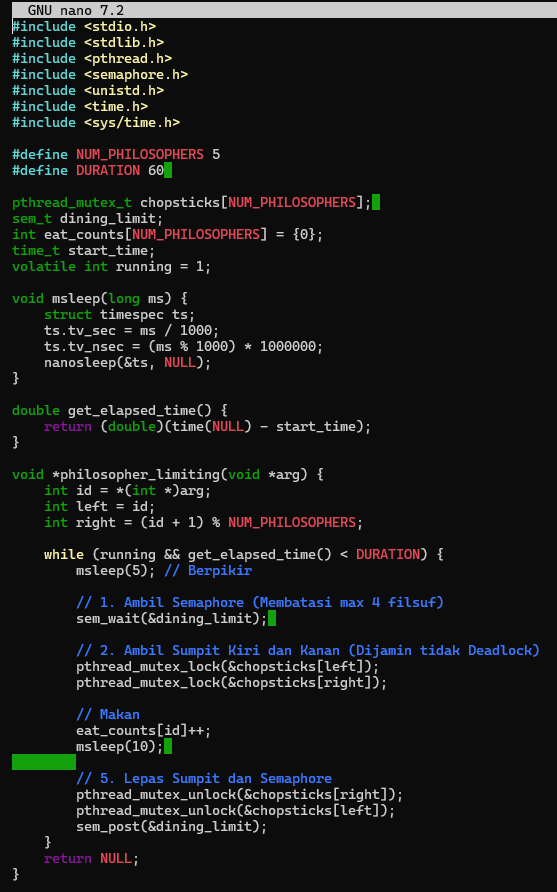 GNU nano 7.2
#include <stdio.h>
#include <stdlib.h>
#include <pthread.h>
#include <semaphore.h>
#include <unistd.h>
#include <time.h>
#include <sys/time.h>

#define NUM_PHILOSOPHERS 5
#define DURATION 60

pthread_mutex_t chopsticks[NUM_PHILOSOPHERS];
sem_t dining_limit;
int eat_counts[NUM_PHILOSOPHERS] = {0};
time_t start_time;
volatile int running = 1;

void msleep(long ms) {
    struct timespec ts;
    ts.tv_sec = ms / 1000;
    ts.tv_nsec = (ms % 1000) * 1000000;
    nanosleep(&ts, NULL);
}

double get_elapsed_time() {
    return (double)(time(NULL) - start_time);
}

void *philosopher_limiting(void *arg) {
    int id = *(int *)arg;
    int left = id;
    int right = (id + 1) % NUM_PHILOSOPHERS;

    while (running && get_elapsed_time() < DURATION) {
        msleep(5); // Berpikir

        // 1. Ambil Semaphore (Membatasi max 4 filsuf)
        sem_wait(&dining_limit);

        // 2. Ambil Sumpit Kiri dan Kanan (Dijamin tidak Deadlock)
        pthread_mutex_lock(&chopsticks[left]);
        pthread_mutex_lock(&chopsticks[right]);

        // Makan
        eat_counts[id]++;
        msleep(10);

        // 5. Lepas Sumpit dan Semaphore
        pthread_mutex_unlock(&chopsticks[right]);
        pthread_mutex_unlock(&chopsticks[left]);
        sem_post(&dining_limit);
    }
    return NULL;
}